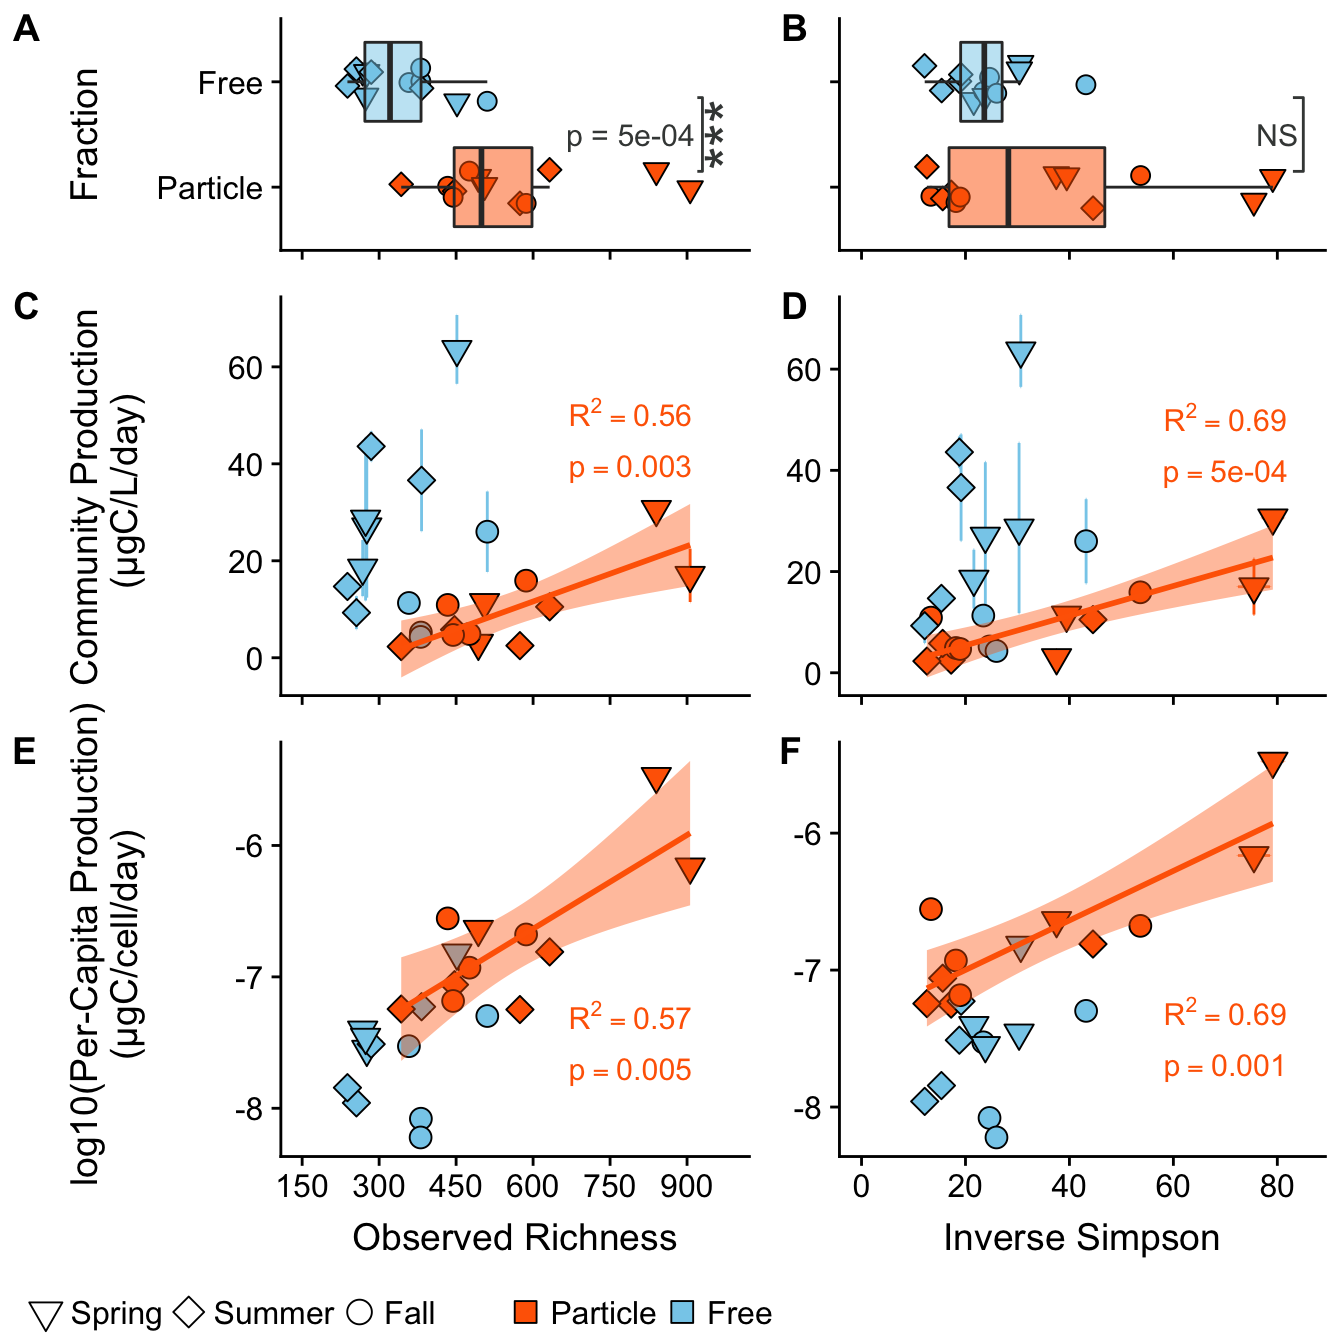 A
B
Fraction
Free
Particle
p = 5e-04
***
NS
C
D
Community Production
(µgC/L/day)
60
40
20
0
R2 = 0.56
p = 0.003
60
40
20
0
R2 = 0.69
p = 5e-04
E
F
log10(Per-Capita Production)
(µgC/cell/day)
-6
-7
-8
R2 = 0.57
p = 0.005
-6
-7
-8
R2 = 0.69
p = 0.001
150 300 450 600 750 900
0 20 40 60 80
Observed Richness
Inverse Simpson
Spring Summer Fall Particle Free